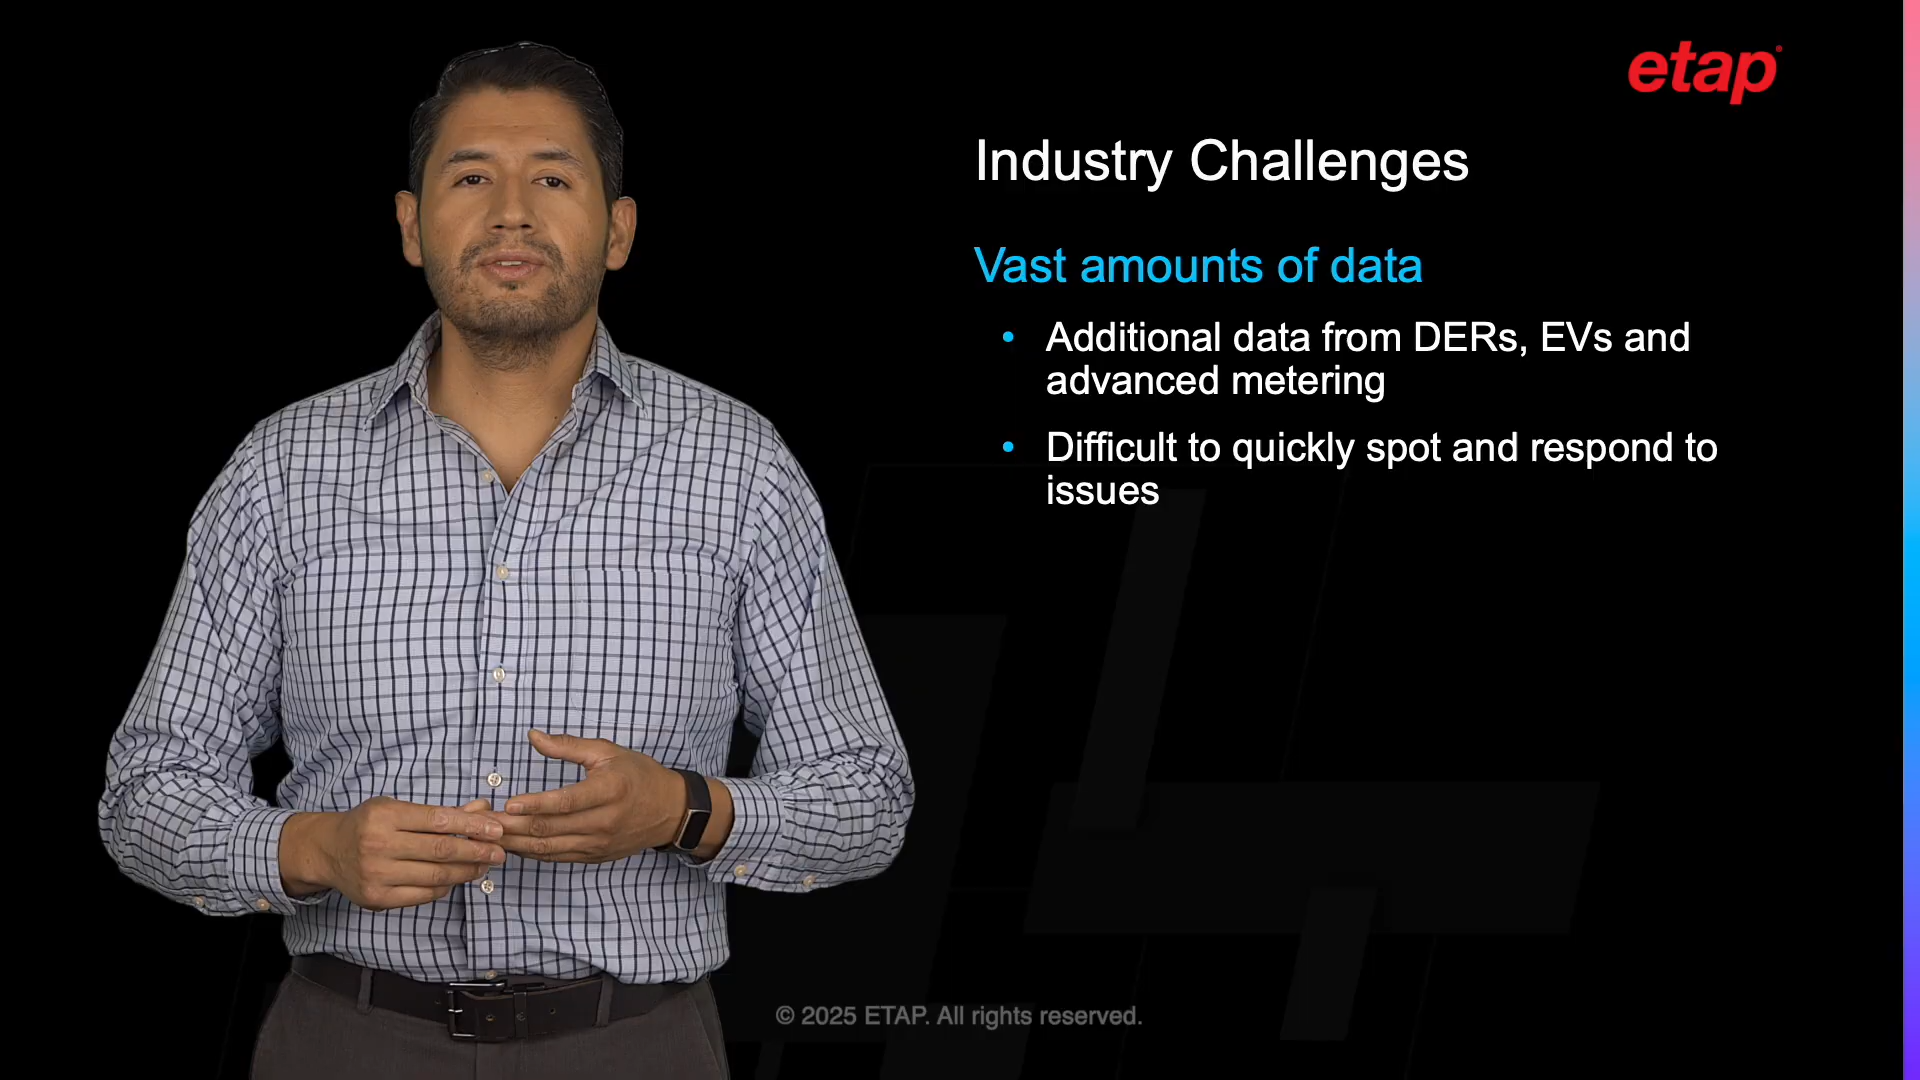 etap
Industry Challenges
Vast amounts of data
• Additional data from DERs, EVs and
advanced metering
• Difficult to quickly spot and respond to
issues
© 2025 ETAP. All rights reserved.